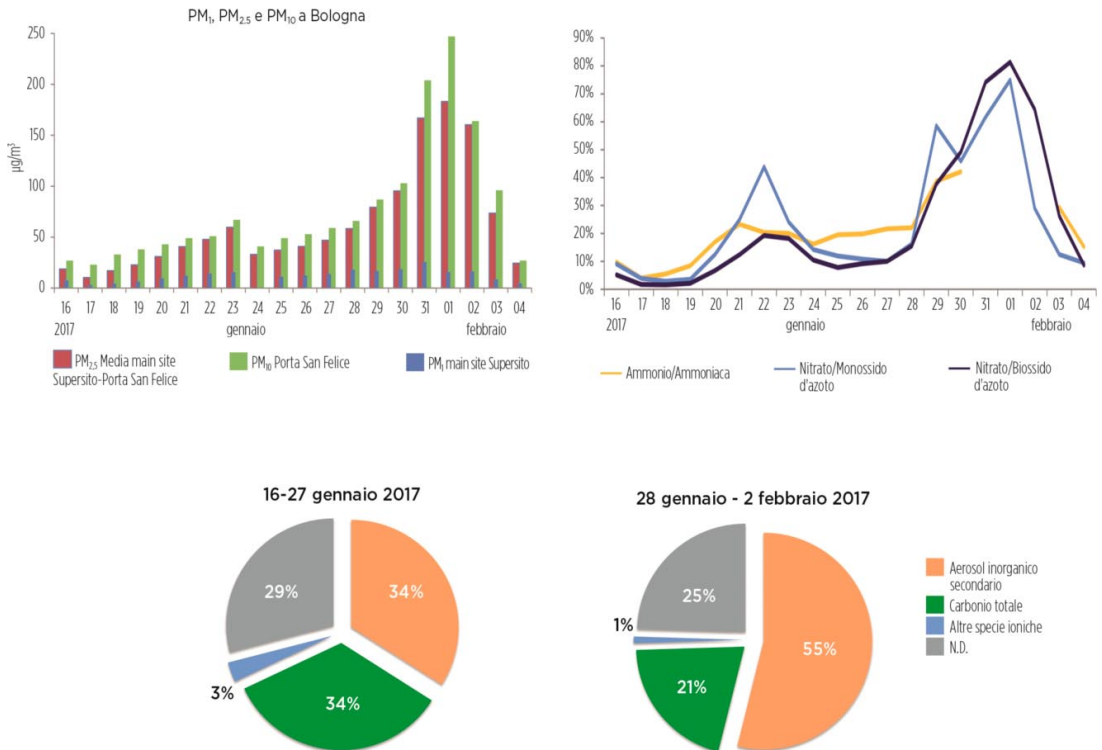 PM₁, PM₂.₅ e PM₁₀ a Bologna
µg/m³
250
200
150
100
50
0
16 17 18 19 20 21 22 23 24 25 26 27 28 29 30 31 01 02 03 04
2017 gennaio febbraio
PM₂,₅ Media main site
Supersito-Porta San Felice
PM₁₀ Porta San Felice
PM₁ main site Supersito
90%
80%
70%
60%
50%
40%
30%
20%
10%
0%
16 17 18 19 20 21 22 23 24 25 26 27 28 29 30 31 01 02 03 04
2017 gennaio febbraio
Ammonio/Ammoniaca
Nitrato/Monossido
d'azoto
Nitrato/Biossido
d'azoto
16-27 gennaio 2017
29%
34%
3%
34%
28 gennaio - 2 febbraio 2017
25%
1%
55%
21%
Aerosol inorganico
secondario
Carbonio totale
Altre specie ioniche
N.D.